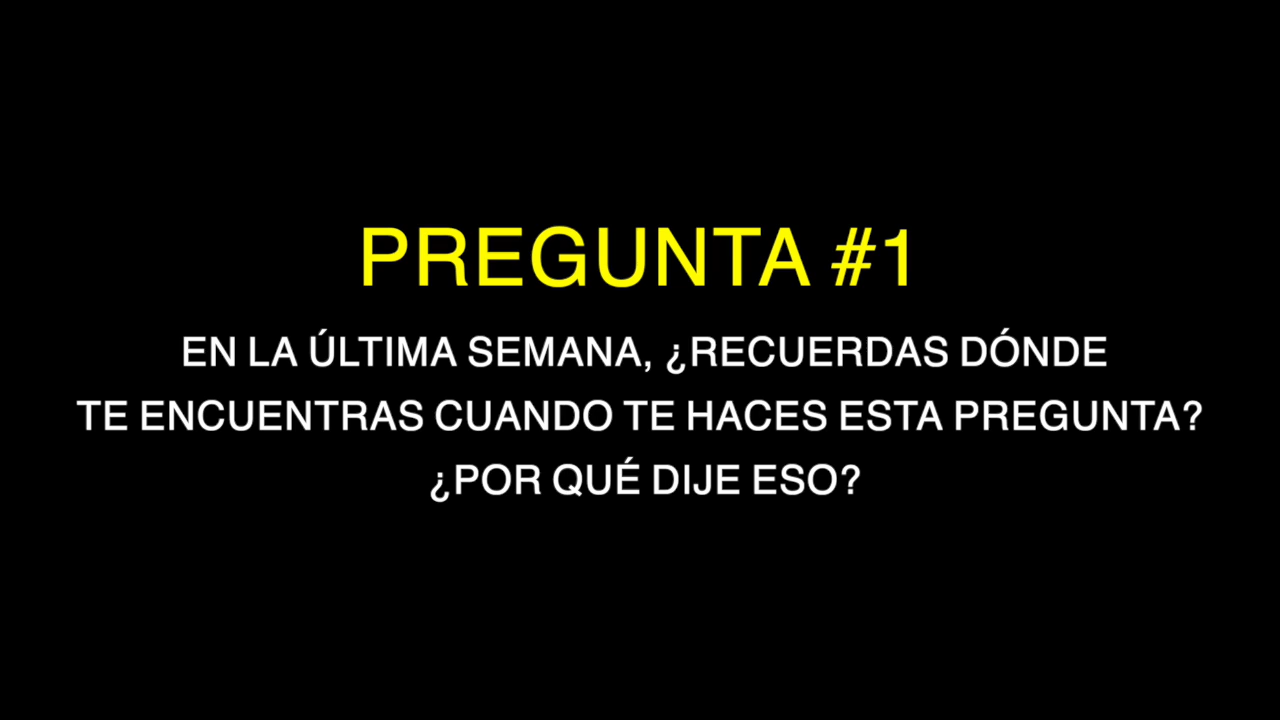 PREGUNTA #1
EN LA ÚLTIMA SEMANA, ¿RECUERDAS DÓNDE
TE ENCUENTRAS CUANDO TE HACES ESTA PREGUNTA?
¿POR QUÉ DIJE ESO?